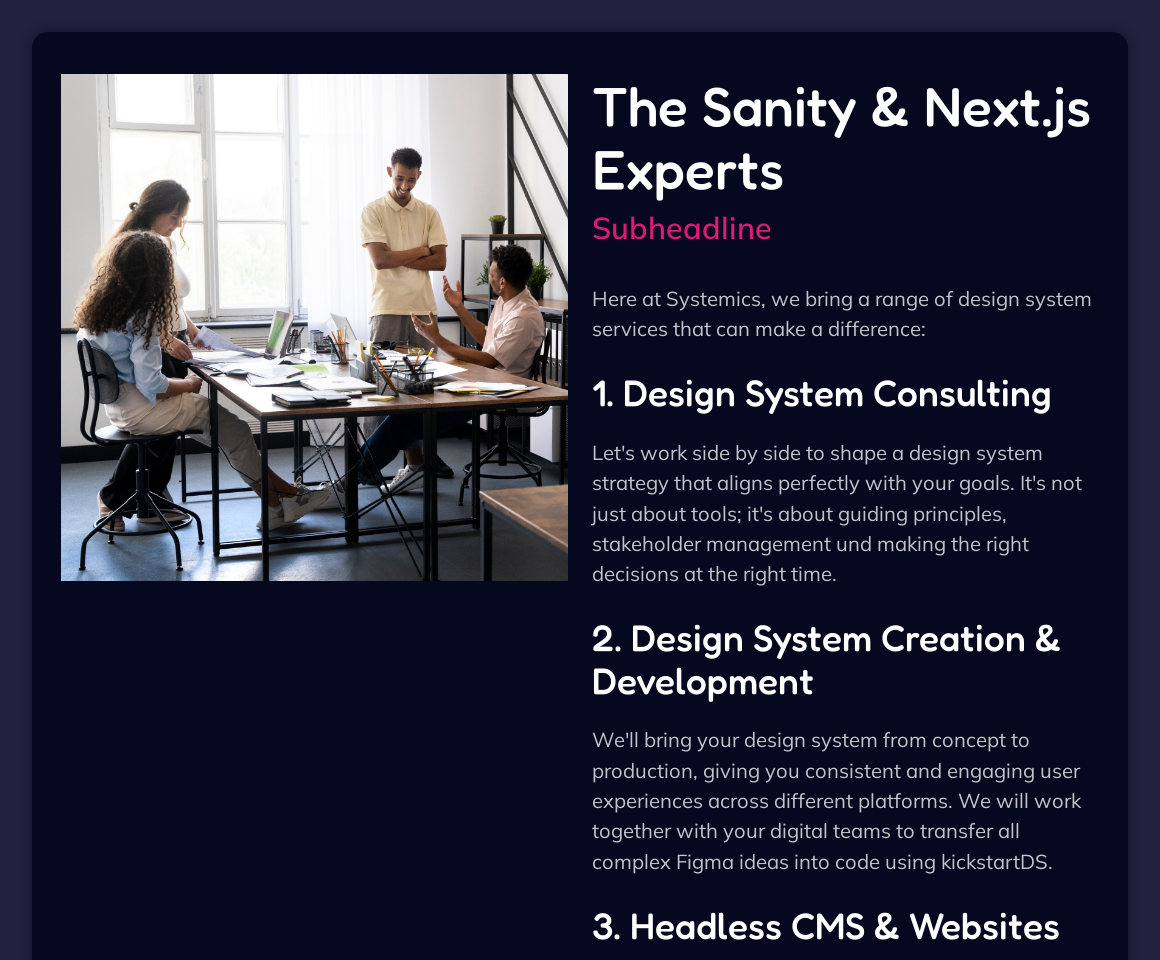 The Sanity & Next.js
Experts
Subheadline
Here at Systemics, we bring a range of design system
services that can make a difference:
1. Design System Consulting
Let's work side by side to shape a design system
strategy that aligns perfectly with your goals. It's not
just about tools; it's about guiding principles,
stakeholder management und making the right
decisions at the right time.
2. Design System Creation &
Development
We'll bring your design system from concept to
production, giving you consistent and engaging user
experiences across different platforms. We will work
together with your digital teams to transfer all
complex Figma ideas into code using kickstartDS.
3. Headless CMS & Websites